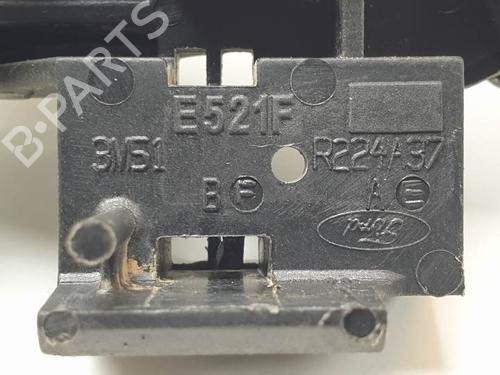 E521F
3M51 R224A37
B F A E
Ford
B-PARTS